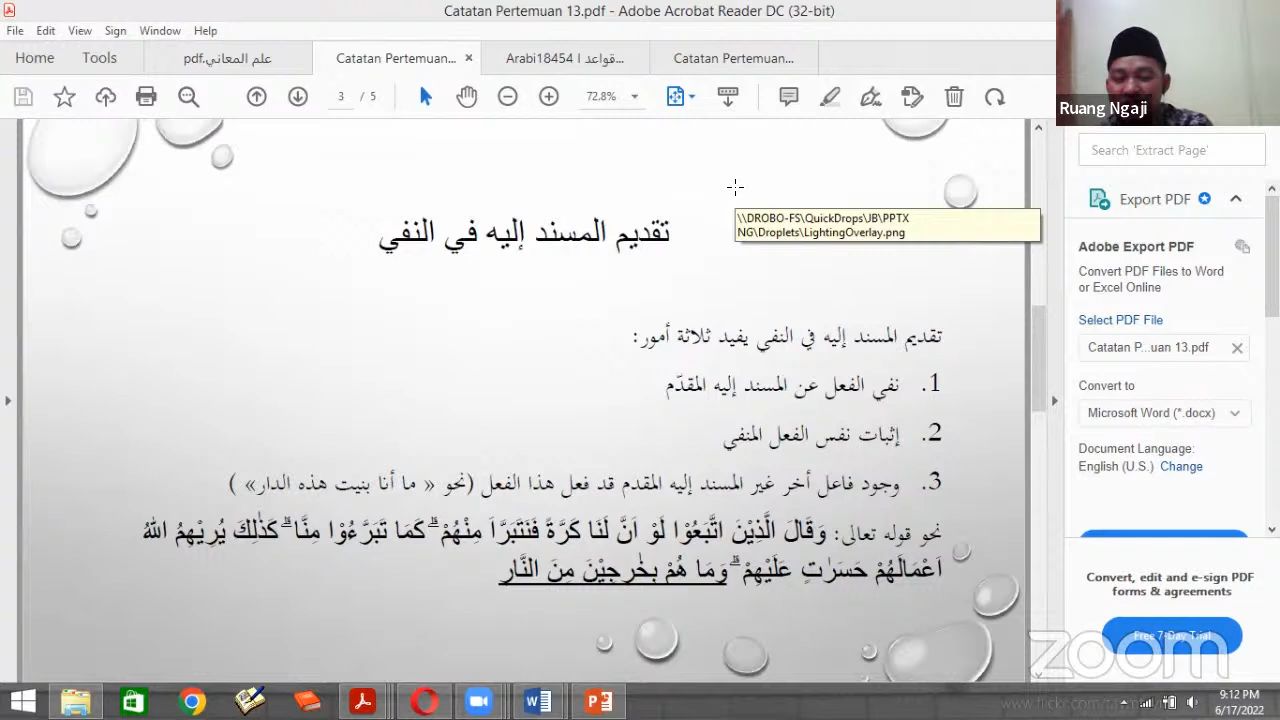 Catatan Pertemuan 13.pdf - Adobe Acrobat Reader DC (32-bit)
File Edit View Sign Window Help
Home Tools علم المعاني.pdf Catatan Pertemuan... × Arabi18454 قواعد ا... Catatan Pertemuan...
3 / 5 72.8%
Ruang Ngaji
\\DROBO-FS\QuickDrops\JB\PPTX
NG\Droplets\LightingOverlay.png
تقديم المسند إليه في النفي
تقديم المسند إليه في النفي يفيد ثلاثة أمور:
1. نفي الفعل عن المسند إليه المقدّم
2. إثبات نفس الفعل المنفي
3. وجود فاعل أخر غير المسند إليه المقدم قد فعل هذا الفعل (نحو « ما أنا بنيت هذه الدار» )
نحو قوله تعالى: وَقَالَ الَّذِيْنَ اتَّبَعُوْا لَوْ اَنَّ لَنَا كَرَّةً فَنَتَبَرَّاَ مِنْهُمْ ۗ كَمَا تَبَرَّءُوْا مِنَّا ۗ كَذٰلِكَ يُرِيْهِمُ اللّٰهُ
اَعْمَالَهُمْ حَسَرٰتٍ عَلَيْهِمْ ۗ وَمَا هُمْ بِخٰرِجِيْنَ مِنَ النَّارِ
Search 'Extract Page'
Export PDF
Adobe Export PDF
Convert PDF Files to Word
or Excel Online
Select PDF File
Catatan P...uan 13.pdf
Convert to
Microsoft Word (*.docx)
Document Language:
English (U.S.) Change
Convert, edit and e-sign PDF
forms & agreements
Free 7-Day Trial
zoom
9:12 PM
6/17/2022